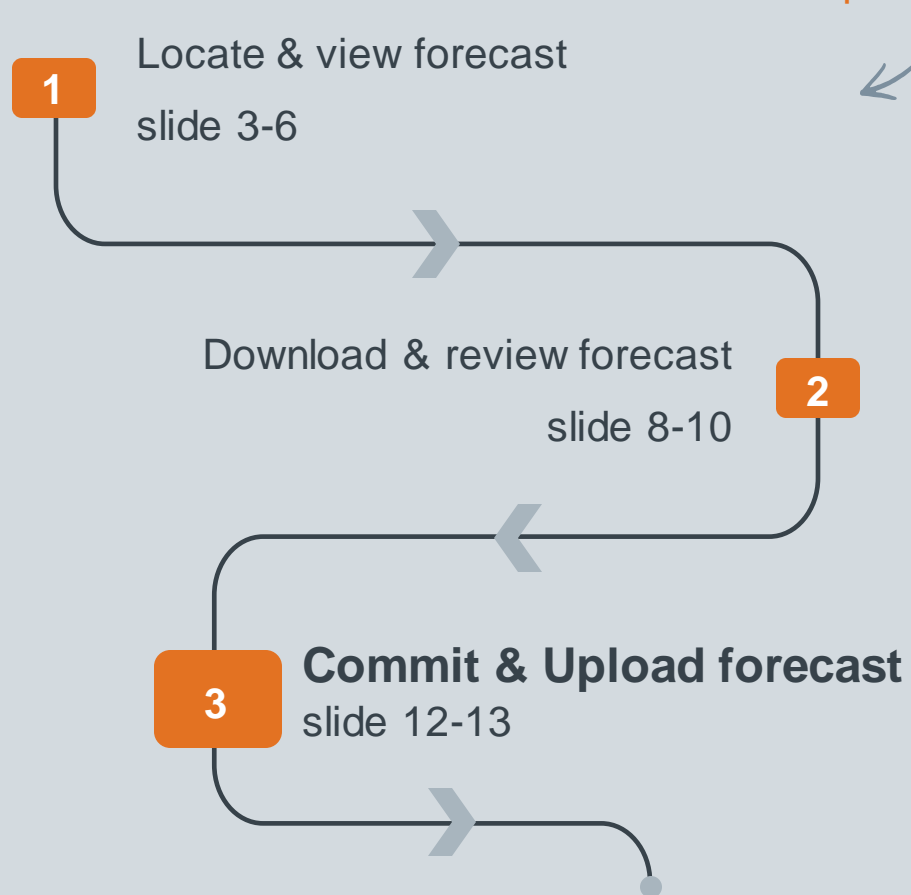 1
Locate & view forecast
slide 3-6
Download & review forecast
2
slide 8-10
Commit & Upload forecast
3
slide 12-13